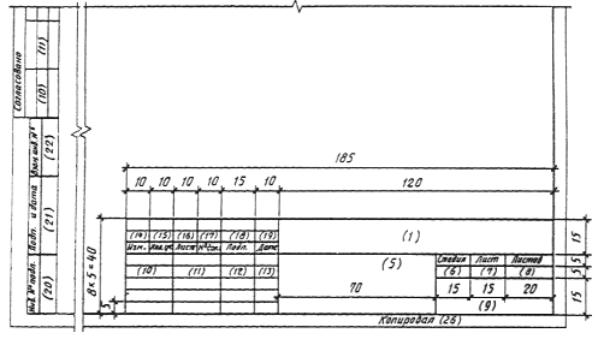 Согласовано
(11)
(10)
Взам. инв. №
(22)
Подп. и дата
(21)
Инв. № подл.
(20)
185
10 10 10 10 15 10 120
(14) (15) (16) (17) (18) (19) (1)
Изм. Кол.уч. Лист №док. Подп. Дата
(5) Стадия Лист Листов
(10) (11) (12) (13) (6) (7) (8)
70 15 15 20
(9)
8×5=40
5
15
5
5
15
Копировал (26)